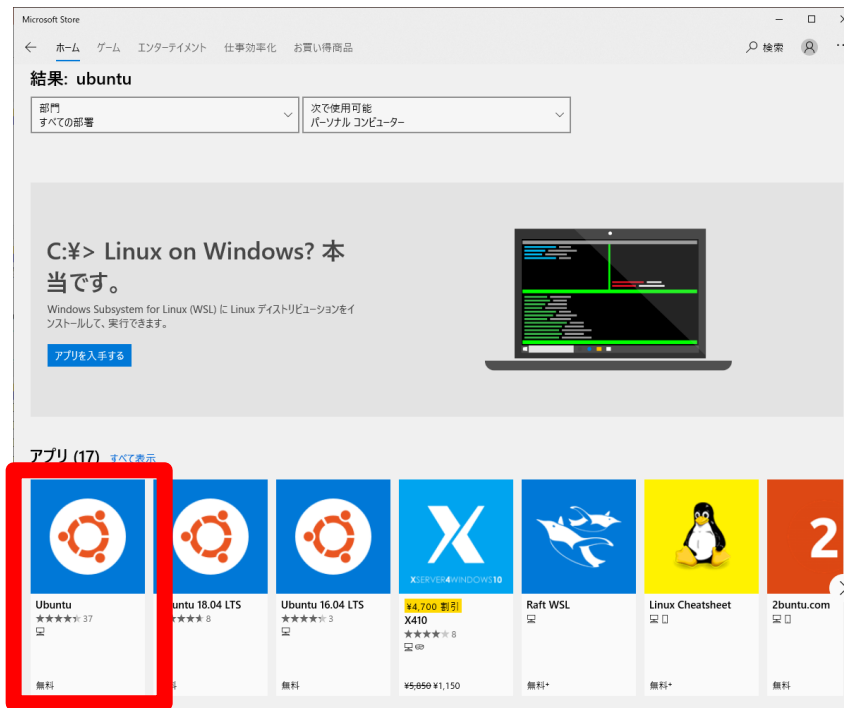 Microsoft Store
ホーム ゲーム エンターテイメント 仕事効率化 お買い得商品 検索
結果: ubuntu
部門
すべての部署
次で使用可能
パーソナル コンピューター
C:¥> Linux on Windows? 本
当です。
Windows Subsystem for Linux (WSL) に Linux ディストリビューションをイ
ンストールして、実行できます。
アプリを入手する
アプリ (17) すべて表示
XSERVER4WINDOWS10
2
Ubuntu
37
無料
untu 18.04 LTS
8
Ubuntu 16.04 LTS
3
無料
¥4,700 割引
X410
8
¥5,850 ¥1,150
Raft WSL
無料+
Linux Cheatsheet
無料+
2buntu.com
無料